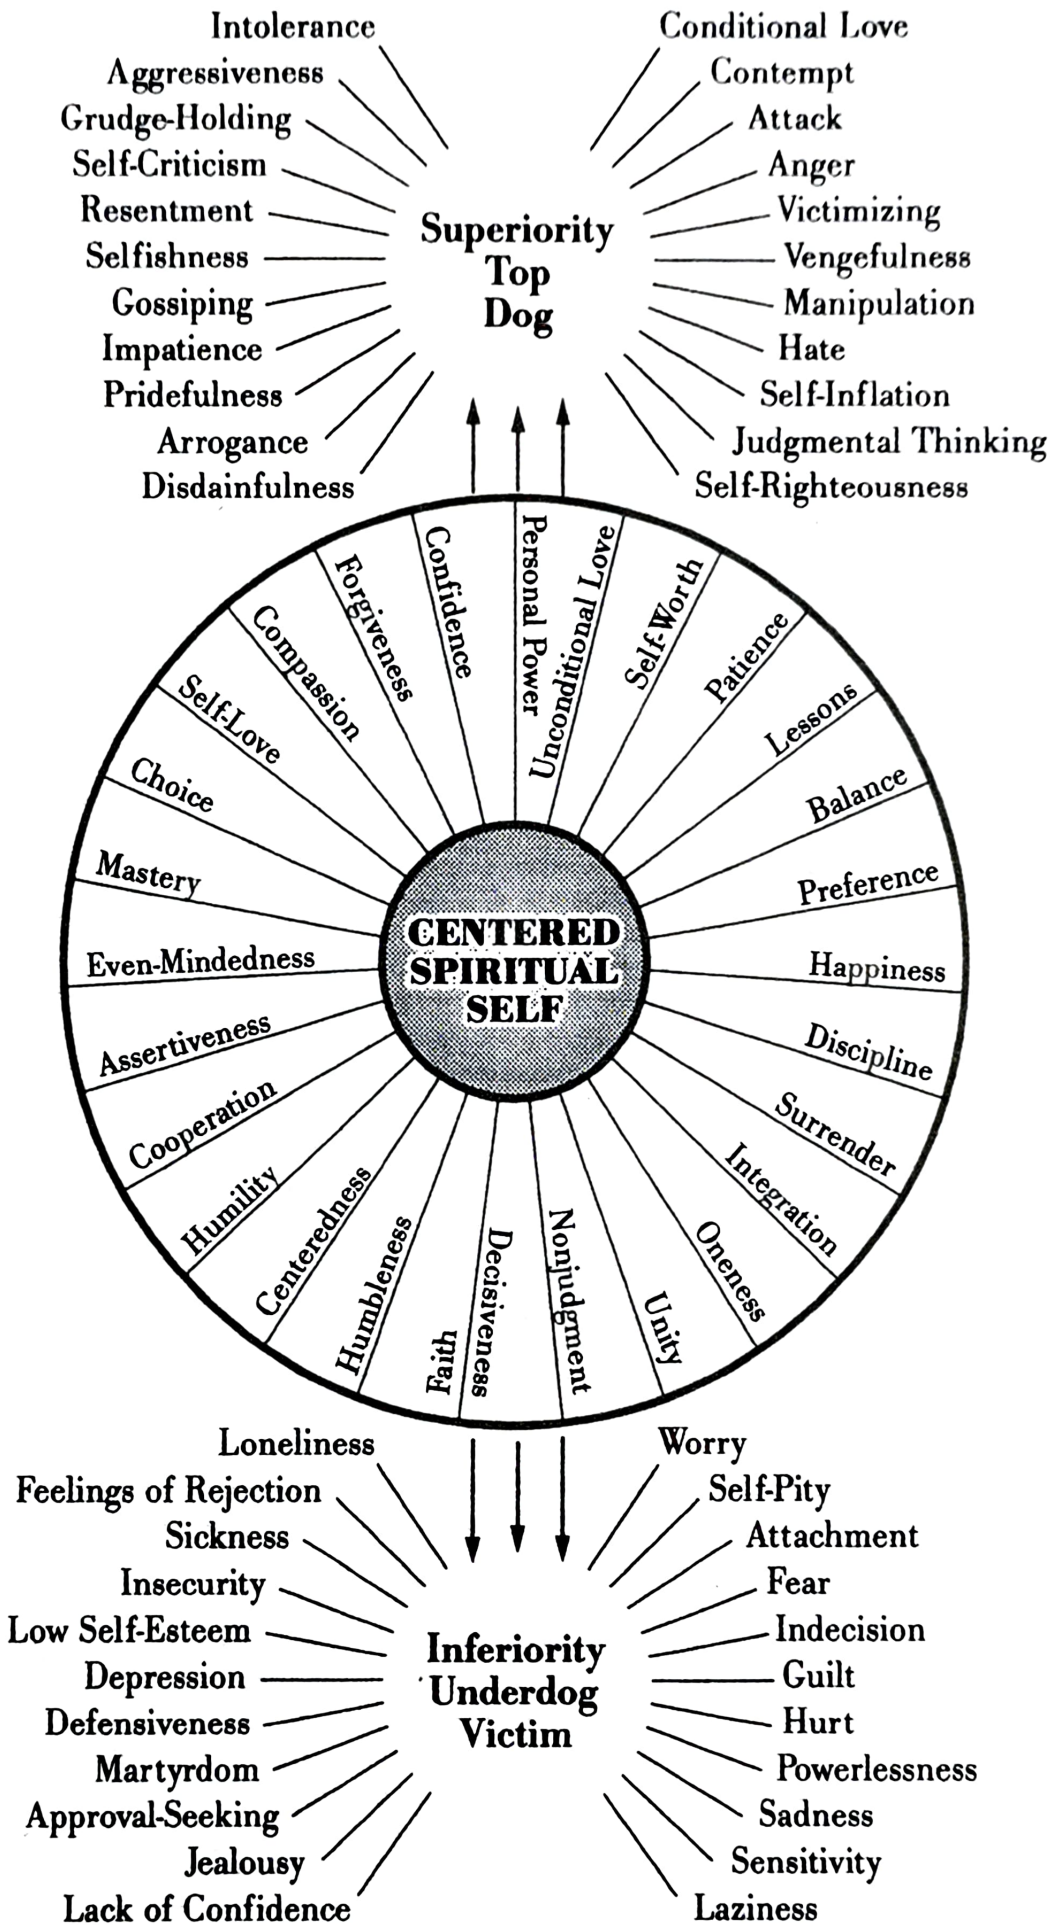 Intolerance
Aggressiveness
Grudge-Holding
Self-Criticism
Resentment
Selfishness
Gossiping
Impatience
Pridefulness
Arrogance
Disdainfulness
Superiority
Top
Dog
Conditional Love
Contempt
Attack
Anger
Victimizing
Vengefulness
Manipulation
Hate
Self-Inflation
Judgmental Thinking
Self-Righteousness
Personal Power
Unconditional Love
Self-Worth
Patience
Lessons
Balance
Preference
Happiness
Discipline
Surrender
Integration
Oneness
Unity
Nonjudgment
Decisiveness
Faith
Humbleness
Centeredness
Humility
Cooperation
Assertiveness
Even-Mindedness
Mastery
Choice
Self-Love
Compassion
Forgiveness
Confidence
CENTERED
SPIRITUAL
SELF
Loneliness
Feelings of Rejection
Sickness
Insecurity
Low Self-Esteem
Depression
Defensiveness
Martyrdom
Approval-Seeking
Jealousy
Lack of Confidence
Inferiority
Underdog
Victim
Worry
Self-Pity
Attachment
Fear
Indecision
Guilt
Hurt
Powerlessness
Sadness
Sensitivity
Laziness